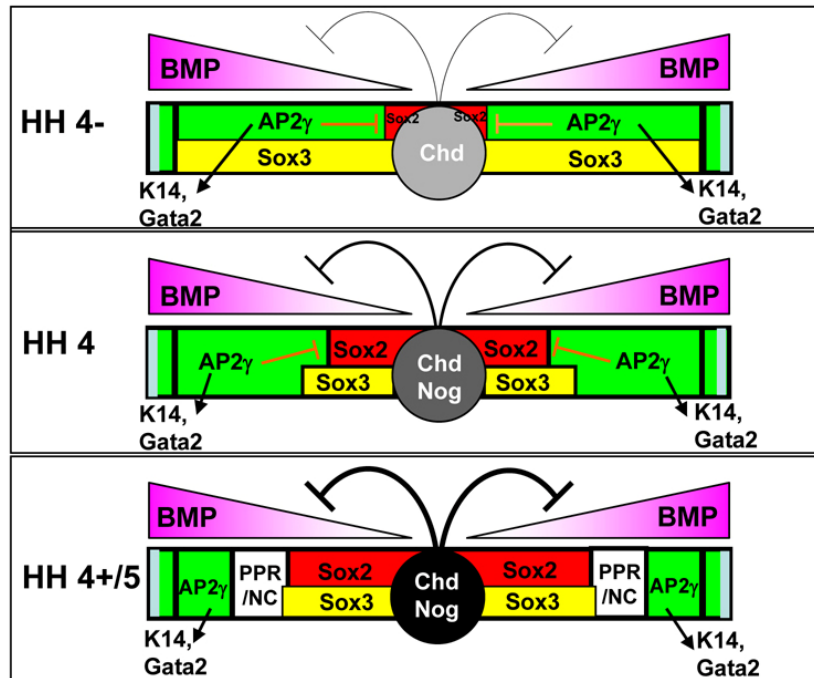 BMP
BMP
HH 4-
AP2γ
Sox2
Sox2
AP2γ
Sox3
Chd
Sox3
K14,
Gata2
K14,
Gata2
BMP
BMP
HH 4
AP2γ
Sox2
Sox2
AP2γ
Sox3
Chd
Nog
Sox3
K14,
Gata2
K14,
Gata2
BMP
BMP
HH 4+/5
AP2γ
PPR
/NC
Sox2
Sox3
Chd
Nog
Sox2
Sox3
PPR
/NC
AP2γ
K14,
Gata2
K14,
Gata2